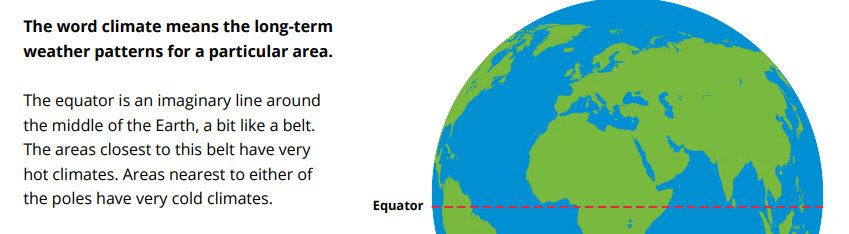 The word climate means the long-term
weather patterns for a particular area.
The equator is an imaginary line around
the middle of the Earth, a bit like a belt.
The areas closest to this belt have very
hot climates. Areas nearest to either of
the poles have very cold climates.
Equator